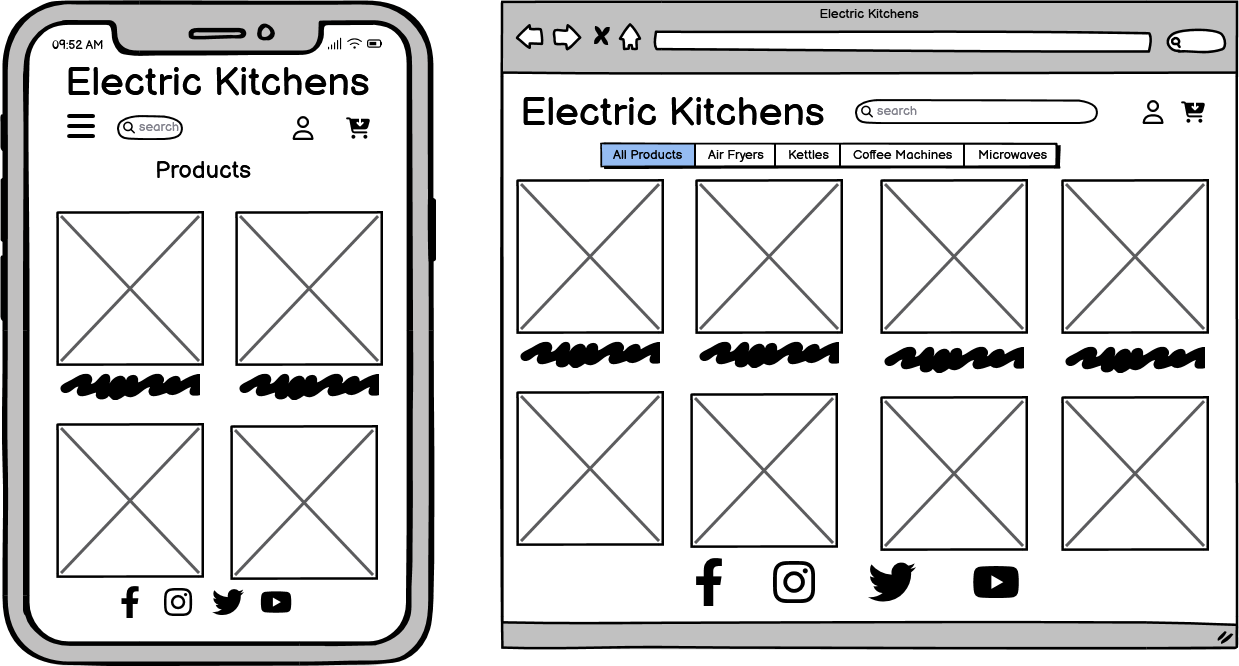 09:52 AM
Electric Kitchens
search
Products
Electric Kitchens
Electric Kitchens
search
All Products
Air Fryers
Kettles
Coffee Machines
Microwaves